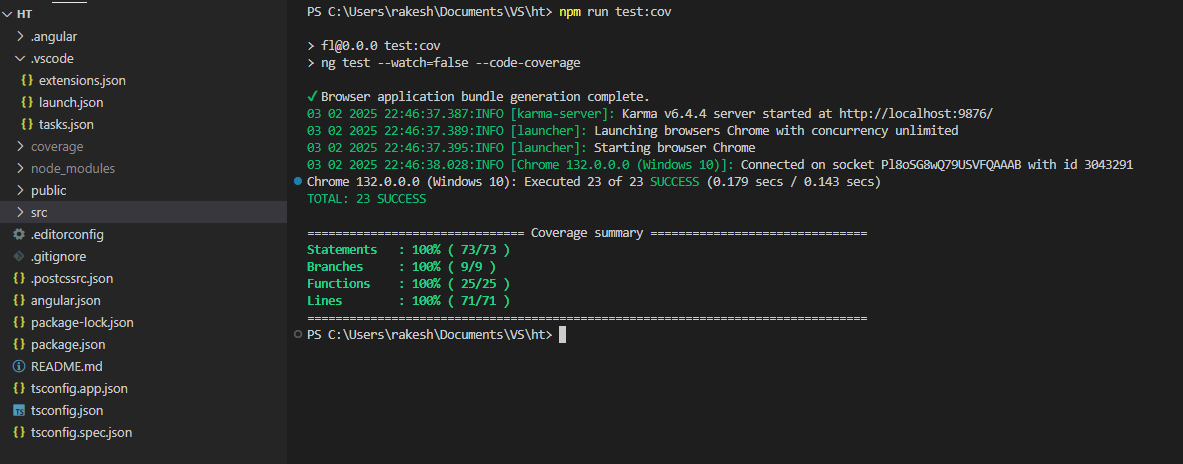 HT
.angular
.vscode
{} extensions.json
{} launch.json
{} tasks.json
coverage
node_modules
public
src
.editorconfig
.gitignore
{} .postcssrc.json
{} angular.json
{} package-lock.json
{} package.json
README.md
{} tsconfig.app.json
TS tsconfig.json
{} tsconfig.spec.json
PS C:\Users\rakesh\Documents\VS\ht> npm run test:cov
> fl@0.0.0 test:cov
> ng test --watch=false --code-coverage
✓ Browser application bundle generation complete.
03 02 2025 22:46:37.387:INFO [karma-server]: Karma v6.4.4 server started at http://localhost:9876/
03 02 2025 22:46:37.389:INFO [launcher]: Launching browsers Chrome with concurrency unlimited
03 02 2025 22:46:37.395:INFO [launcher]: Starting browser Chrome
03 02 2025 22:46:38.028:INFO [Chrome 132.0.0.0 (Windows 10)]: Connected on socket Pl8oSG8wQ79USVFQAAAB with id 3043291
Chrome 132.0.0.0 (Windows 10): Executed 23 of 23 SUCCESS (0.179 secs / 0.143 secs)
TOTAL: 23 SUCCESS
=============================== Coverage summary ===============================
Statements   : 100% ( 73/73 )
Branches     : 100% ( 9/9 )
Functions    : 100% ( 25/25 )
Lines        : 100% ( 71/71 )
================================================================================
PS C:\Users\rakesh\Documents\VS\ht>